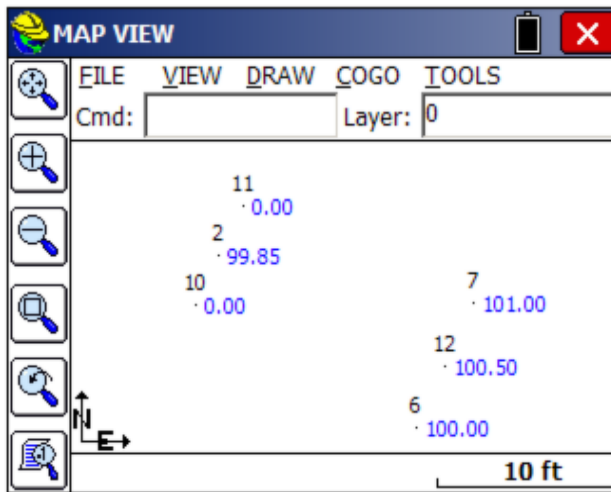 MAP VIEW
FILE VIEW DRAW COGO TOOLS
Cmd: Layer: 0
11
0.00
2
99.85
10
0.00
7
101.00
12
100.50
6
100.00
N
E
10 ft